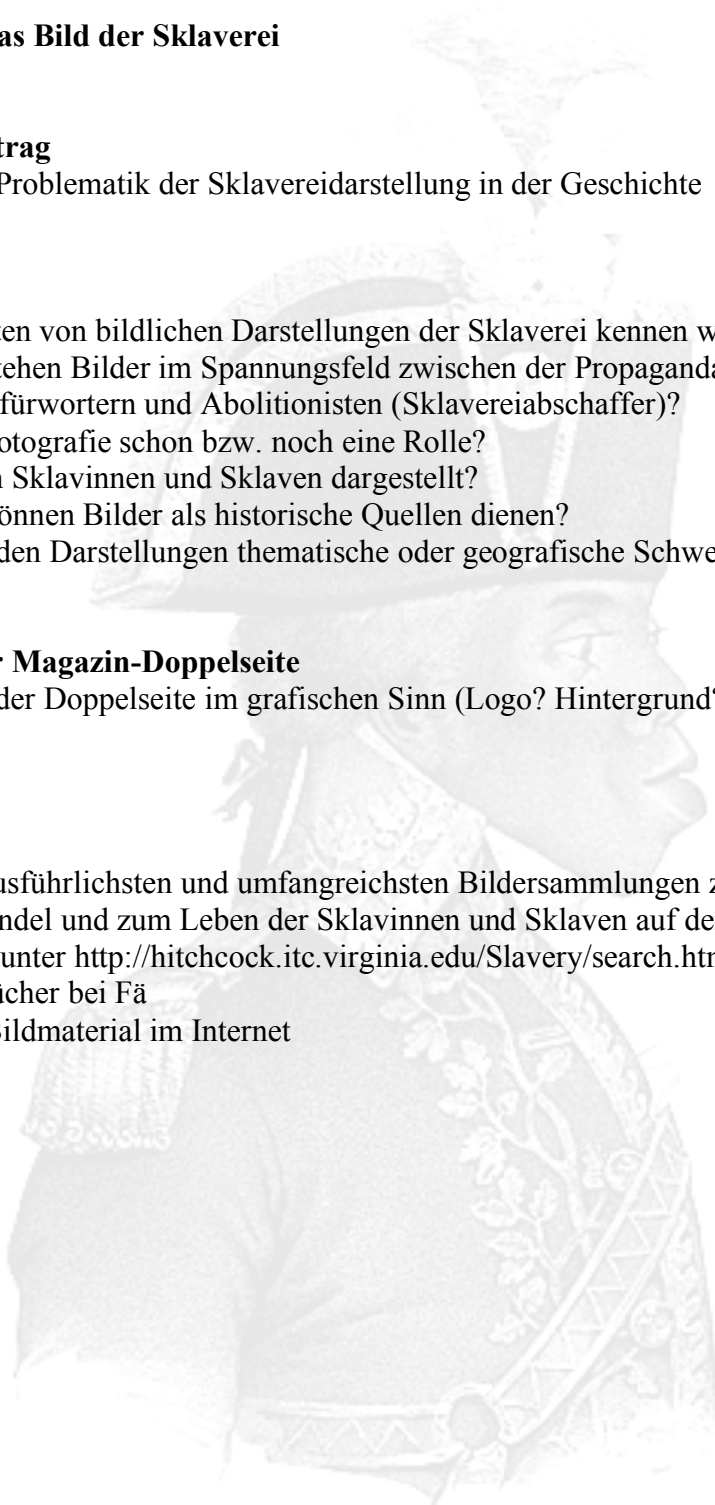 as Bild der Sklaverei
trag
Problematik der Sklavereidarstellung in der Geschichte
ten von bildlichen Darstellungen der Sklaverei kennen w
tehen Bilder im Spannungsfeld zwischen der Propaganda
fürwortern und Abolitionisten (Sklavereiabschaffer)?
otografie schon bzw. noch eine Rolle?
n Sklavinnen und Sklaven dargestellt?
önnen Bilder als historische Quellen dienen?
den Darstellungen thematische oder geografische Schwe
r Magazin-Doppelseite
der Doppelseite im grafischen Sinn (Logo? Hintergrund?
usführlichsten und umfangreichsten Bildersammlungen z
ndel und zum Leben der Sklavinnen und Sklaven auf de
unter http://hitchcock.itc.virginia.edu/Slavery/search.htm
ücher bei Fä
Bildmaterial im Internet